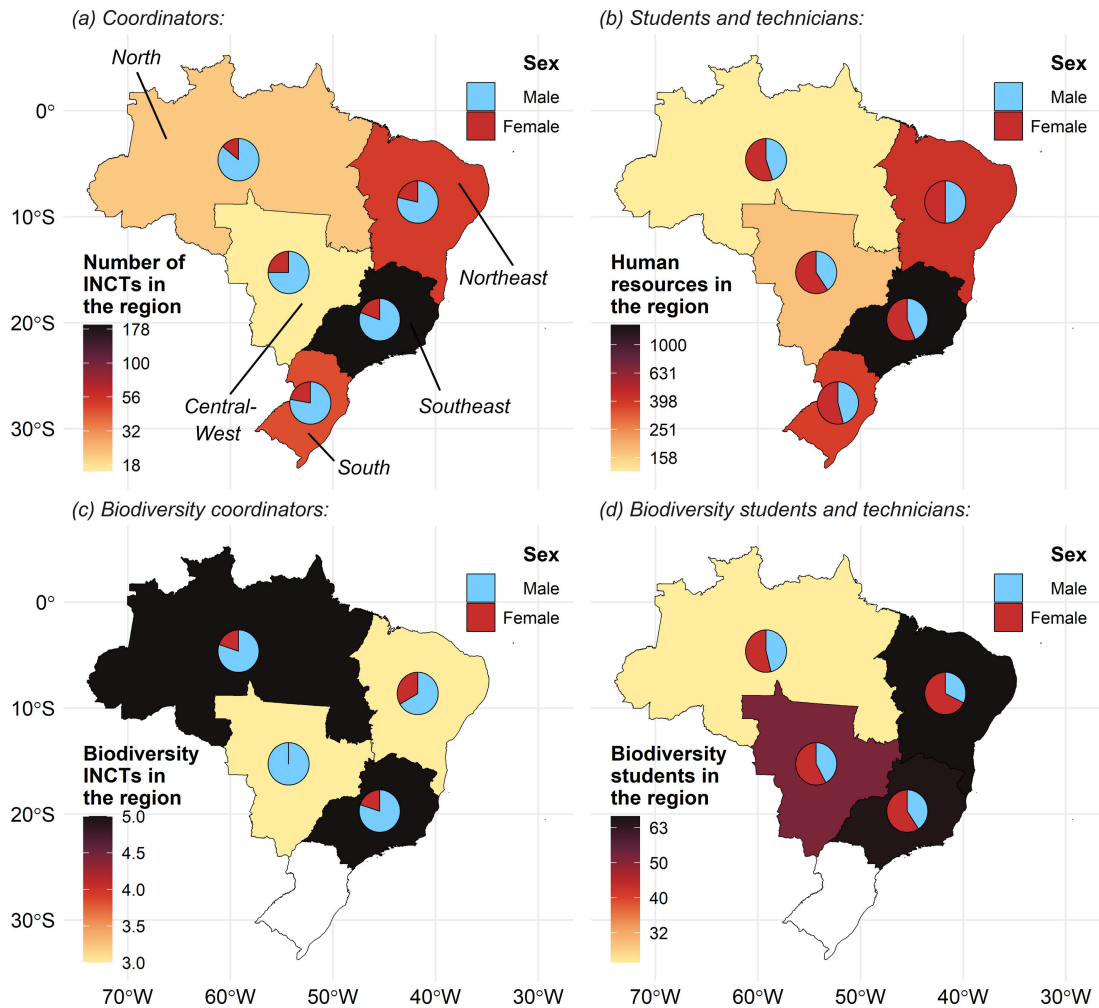 (a) Coordinators:
North
Sex
Male
Female
0°
10°S
20°S
30°S
Northeast
Number of
INCTs in
the region
178
100
56
32
18
Central-
West
Southeast
South
(b) Students and technicians:
Sex
Male
Female
Human
resources in
the region
1000
631
398
251
158
(c) Biodiversity coordinators:
Sex
Male
Female
0°
10°S
20°S
30°S
Biodiversity
INCTs in
the region
5.0
4.5
4.0
3.5
3.0
70°W 60°W 50°W 40°W 30°W
(d) Biodiversity students and technicians:
Sex
Male
Female
Biodiversity
students in
the region
63
50
40
32
70°W 60°W 50°W 40°W 30°W